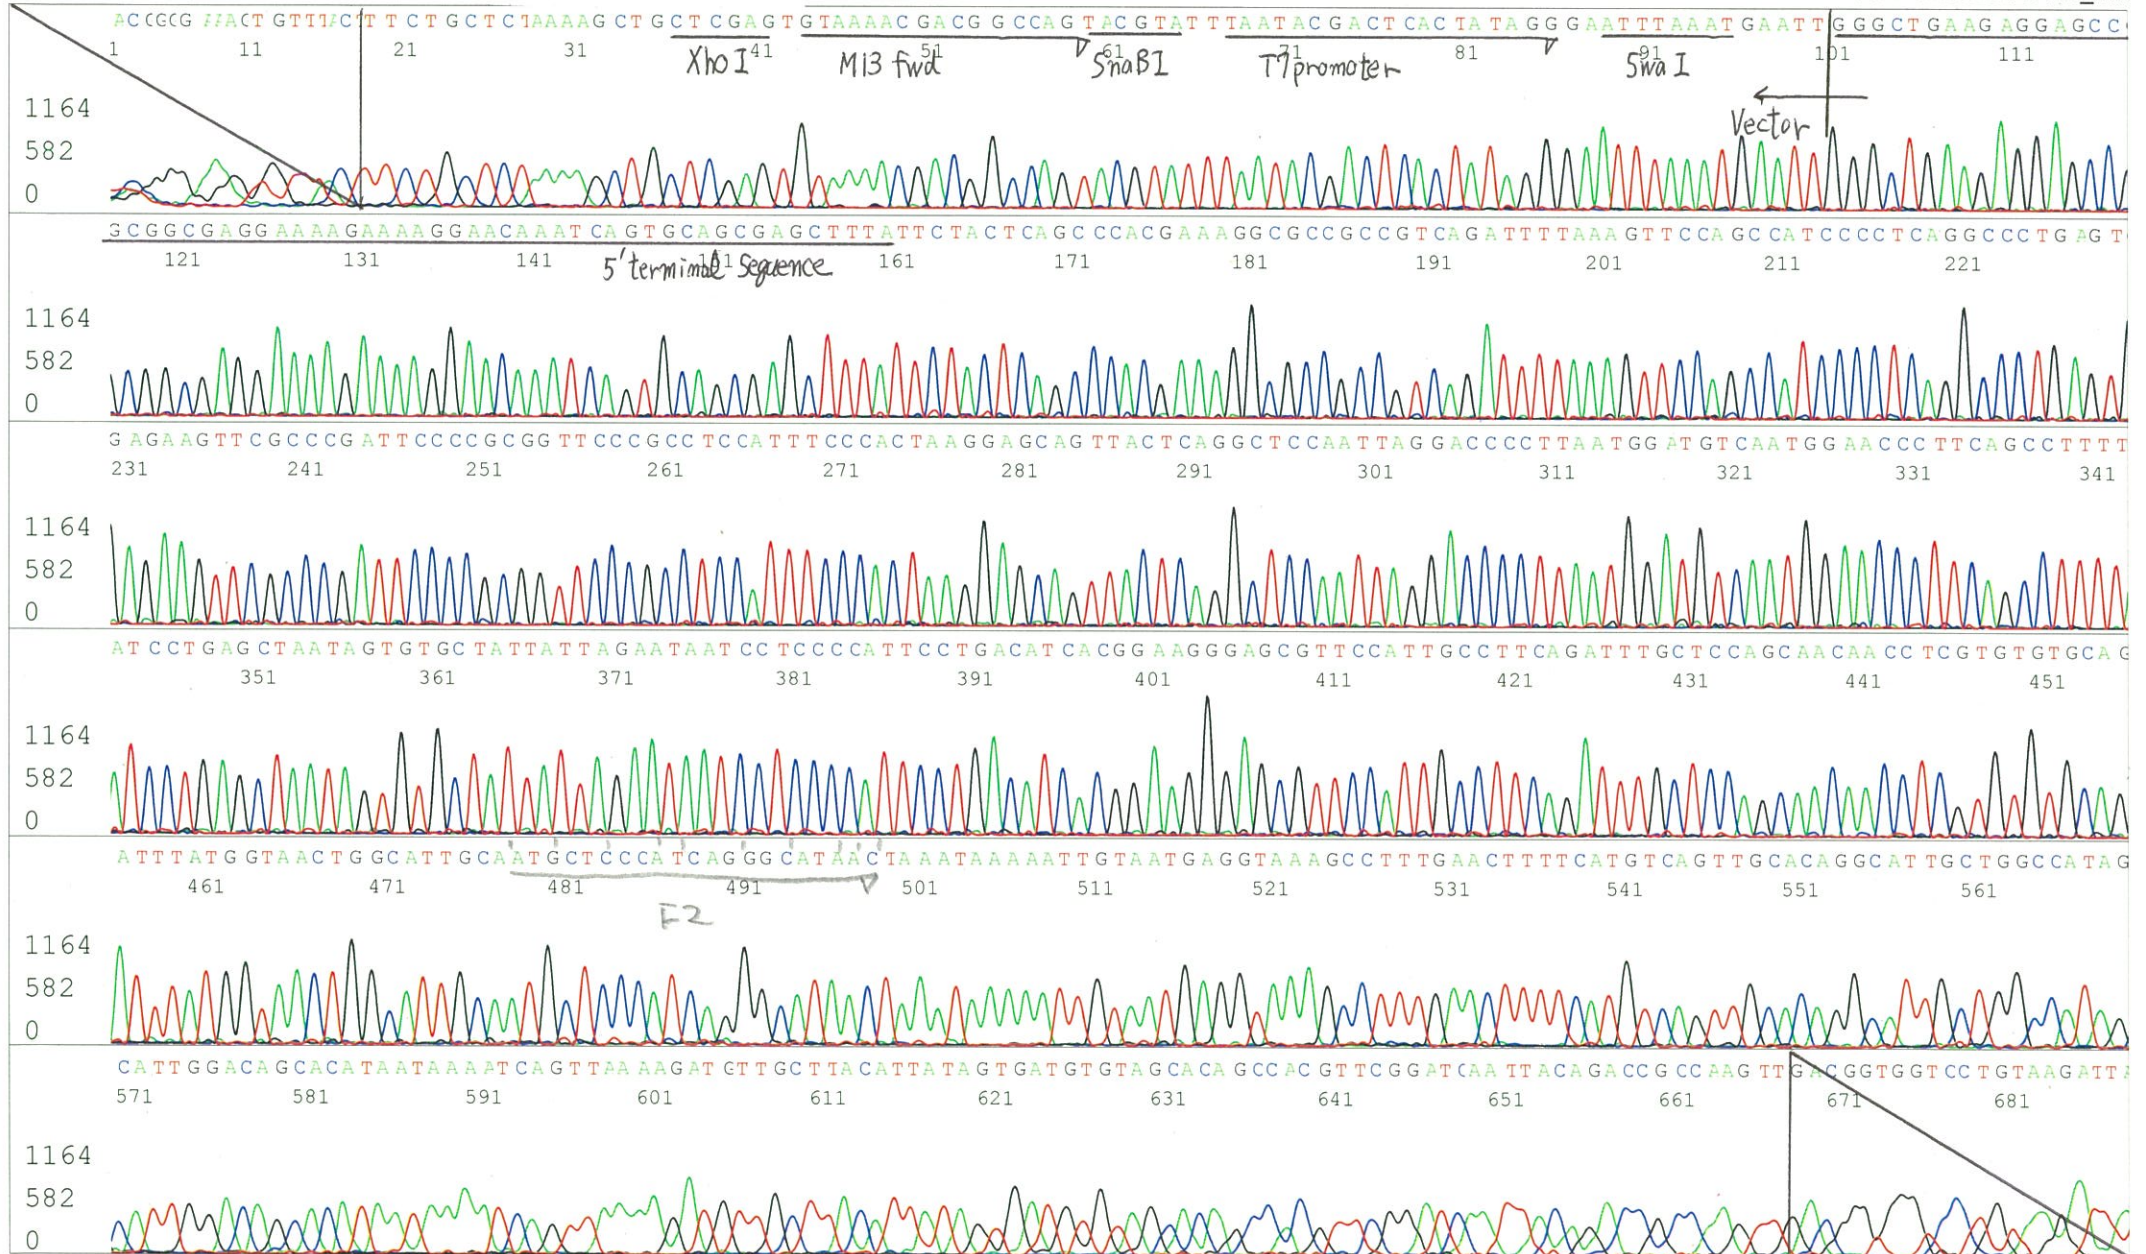 ACCGCG AACT GTTTAC TTCTGCTCTAAAAGCTGCTCGAGTGTAAAACGACGGCCAGTACGTATTTAATACGACTCACTATAGGGAATTTAAATGAATTGGGCTGAAGAGGAGCC
1 11 21 31 41 51 61 71 81 91 101 111
XhoI M13 fwd SnaBI T7 promoter SwaI
Vector
1164
582
0
GCGGCGAGGAAAAGAAAAGGAACAAATCAGTGCAGCGAGCTTTATTCTACTCAGCCCACGAAAGGCGCCGCCGTCAGATTTTAAAGTTCCAGCCATCCCCTCAGGCCCTGAGT
121 131 141 151 161 171 181 191 201 211 221
5'terminal Sequence
1164
582
0
GAGAAGTTCGCCCGATTCCCCGCGGTTCCCGCCTCCATTTCCCACTAAGGAGCAGTTACTCAGGCTCCAATTAGGACCCCTTAATGGATGTCAATGGAACCCTTCAGCCTTTT
231 241 251 261 271 281 291 301 311 321 331 341
1164
582
0
ATCCTGAGCTAATAGTGTGCTATTATTAGAATAATCCTCCCCATTCCTGACATCACGGAAGGGAGCGTTCCATTGCCTTCAGATTTGCTCCAGCAACAACCTCGTGTGTGCAG
351 361 371 381 391 401 411 421 431 441 451
1164
582
0
ATTTATGGTAACTGGCATTGCAATGCTCCCATCAGGGCATAACTAAATAAAAATTGTAATGAGGTAAAGCCTTTGAACTTTTCATGTCAGTTGCACAGGCATTGCTGGCCATAG
461 471 481 491 501 511 521 531 541 551 561
F2
1164
582
0
CATTGGACAGCACATAATAAAATCAGTTAAAAGATGTTGCTTACATTATAGTGATGTGTAGCACAGCCACGTTCGGATCAATTACAGACCGCCAAGTTGACGGTGGTCCTGTAAGATTA
571 581 591 601 611 621 631 641 651 661 671 681
1164
582
0